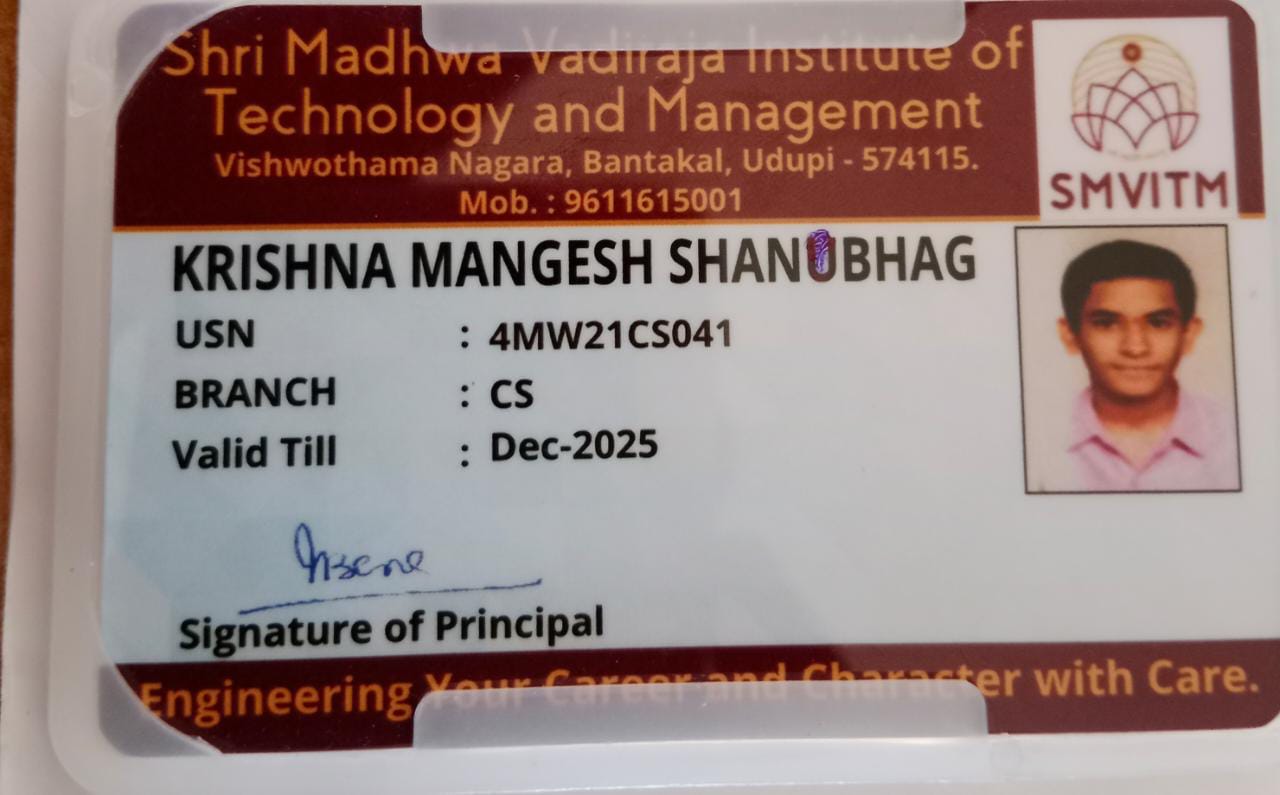 Shri Madhwa Vadiraja Institute of
Technology and Management
Vishwothama Nagara, Bantakal, Udupi - 574115.
Mob. : 9611615001
SMVITM
KRISHNA MANGESH SHANUBHAG
USN : 4MW21CS041
BRANCH : CS
Valid Till : Dec-2025
Signature of Principal
Engineering Your Career and Character with Care.